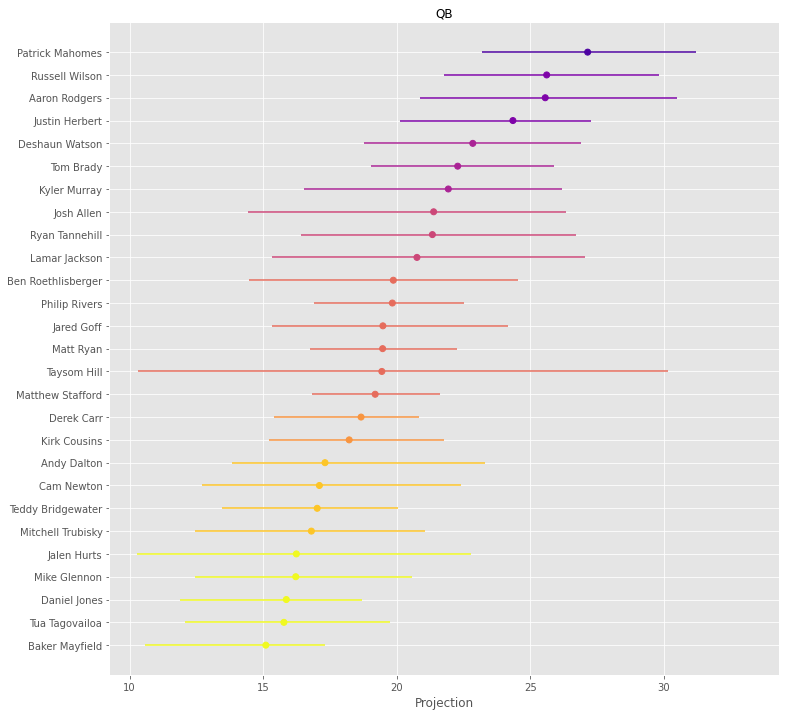 QB
Patrick Mahomes
Russell Wilson
Aaron Rodgers
Justin Herbert
Deshaun Watson
Tom Brady
Kyler Murray
Josh Allen
Ryan Tannehill
Lamar Jackson
Ben Roethlisberger
Philip Rivers
Jared Goff
Matt Ryan
Taysom Hill
Matthew Stafford
Derek Carr
Kirk Cousins
Andy Dalton
Cam Newton
Teddy Bridgewater
Mitchell Trubisky
Jalen Hurts
Mike Glennon
Daniel Jones
Tua Tagovailoa
Baker Mayfield
10 15 20 25 30
Projection